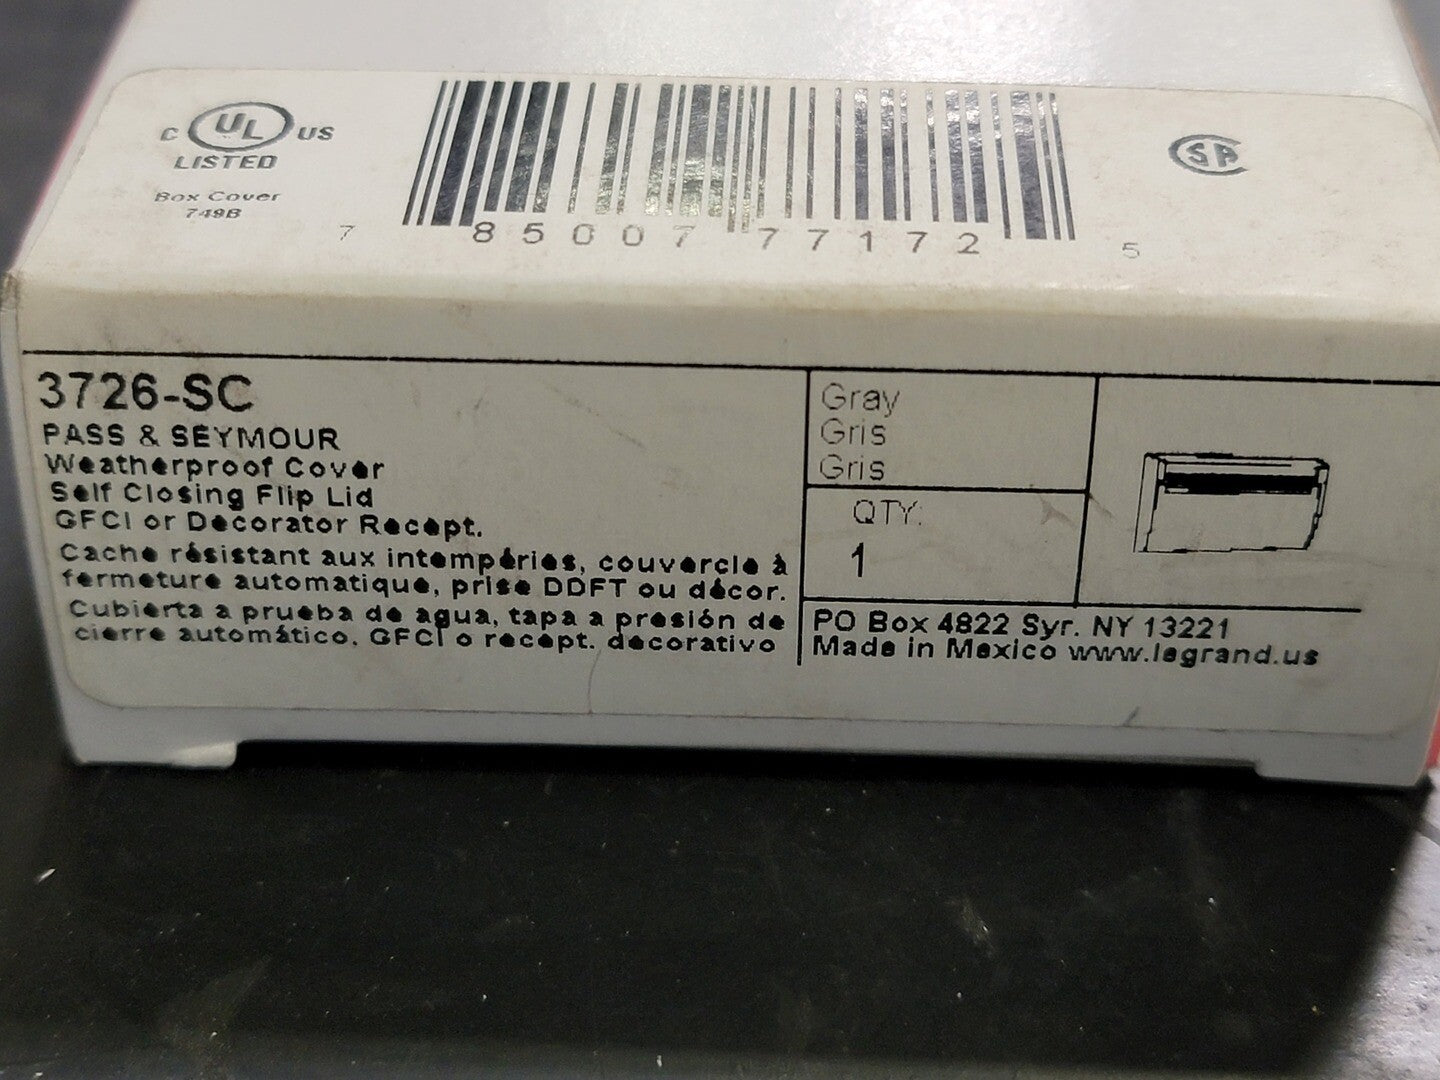 C UL US
LISTED
Box Cover
749B
7 85007 77172 5
SA
3726-SC
PASS & SEYMOUR
Weatherproof Cover
Self Closing Flip Lid
GFCI or Decorator Recept.
Cache résistant aux intempéries, couvercle à
fermeture automatique, prise DDFT ou décor.
Cubierta a prueba de agua, tapa a presión de
cierre automático. GFCI o recept. decorativo
Gray
Gris
Gris
QTY:
1
PO Box 4822 Syr. NY 13221
Made in Mexico www.legrand.us